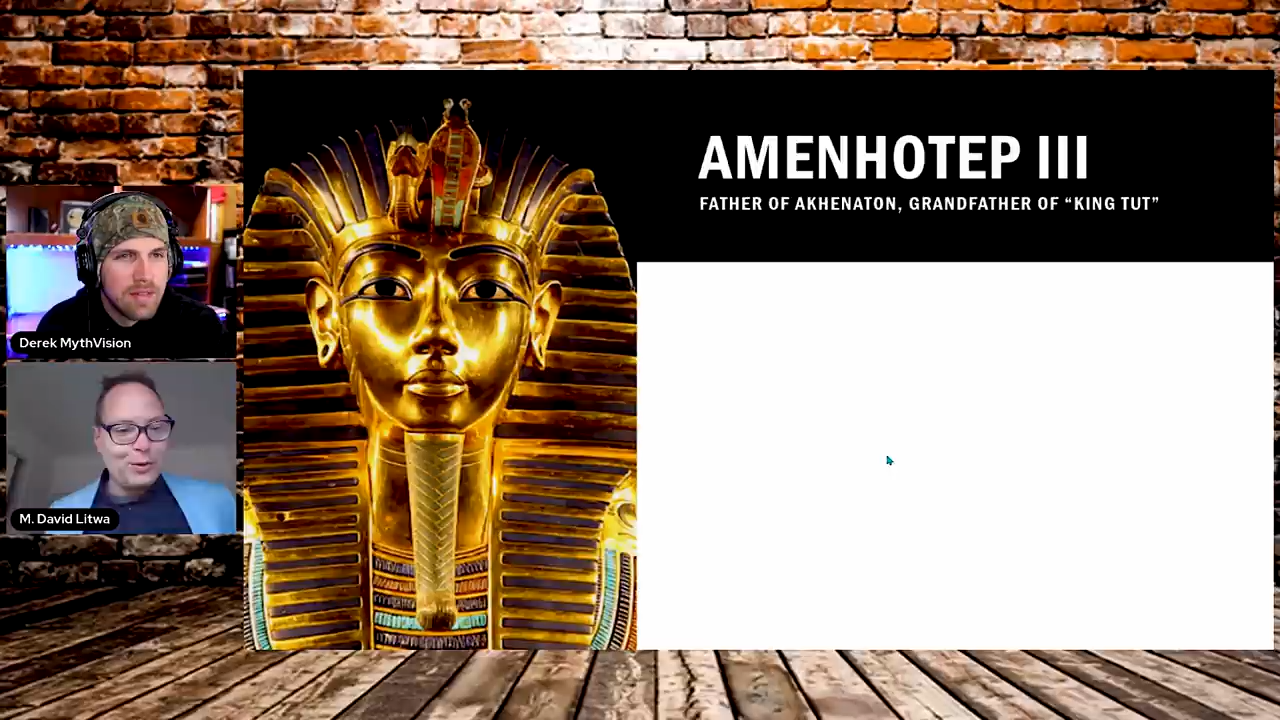 AMENHOTEP III
FATHER OF AKHENATON, GRANDFATHER OF “KING TUT”
Derek MythVision
M. David Litwa